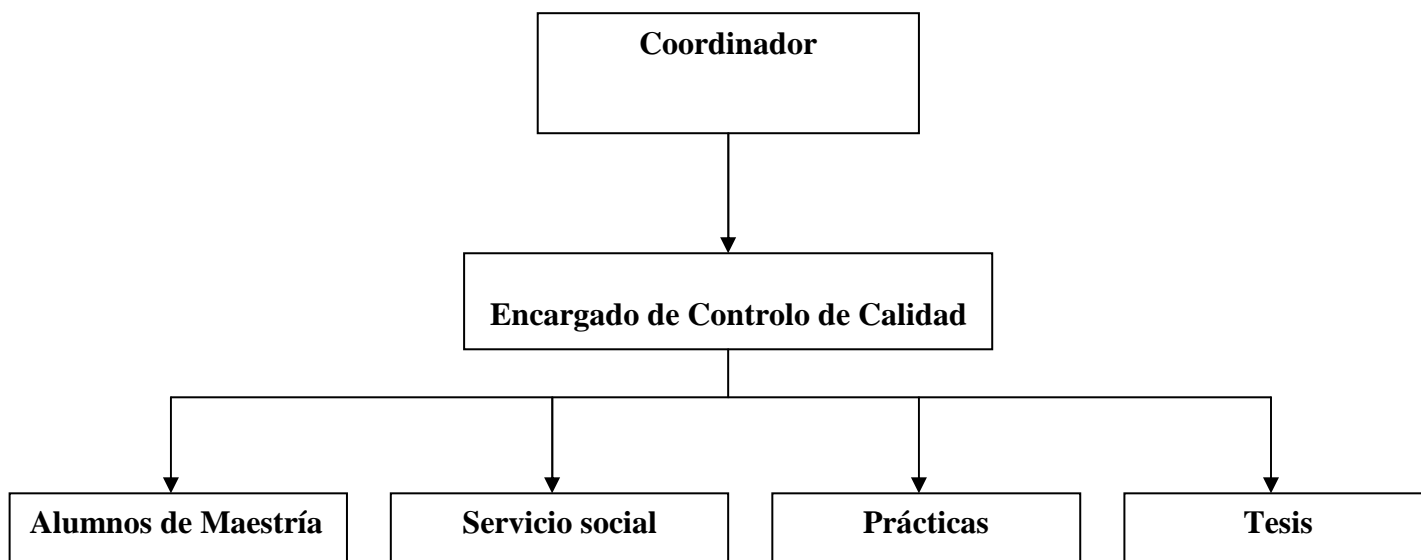 Coordinador
Encargado de Controlo de Calidad
Alumnos de Maestría
Servicio social
Prácticas
Tesis